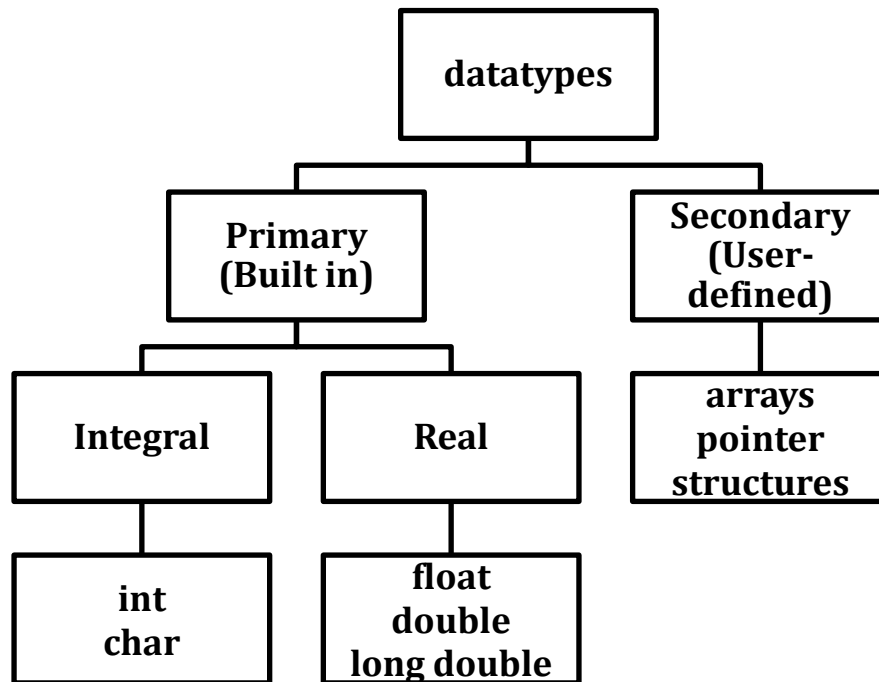 datatypes
Primary
(Built in)
Secondary
(User-
defined)
Integral
Real
arrays
pointer
structures
int
char
float
double
long double